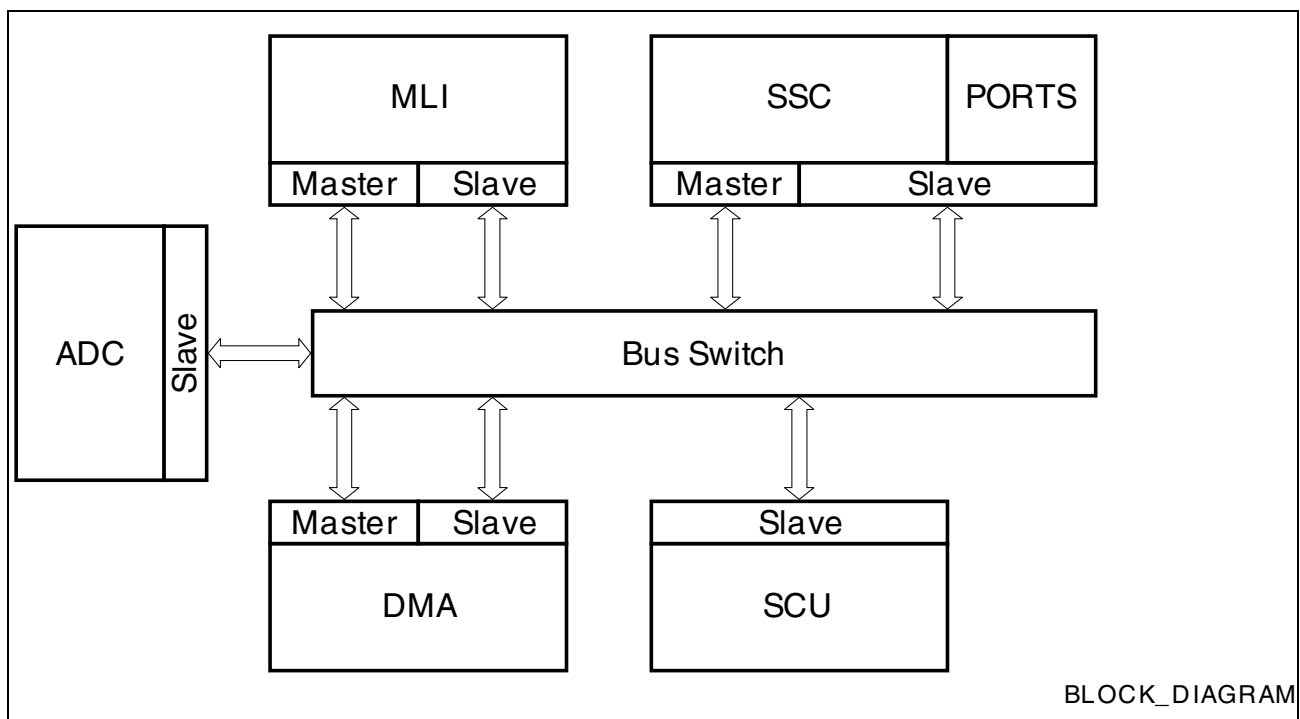 MLI
SSC
PORTS
Master
Slave
Master
Slave
ADC
Slave
Bus Switch
Master
Slave
Slave
DMA
SCU
BLOCK_DIAGRAM